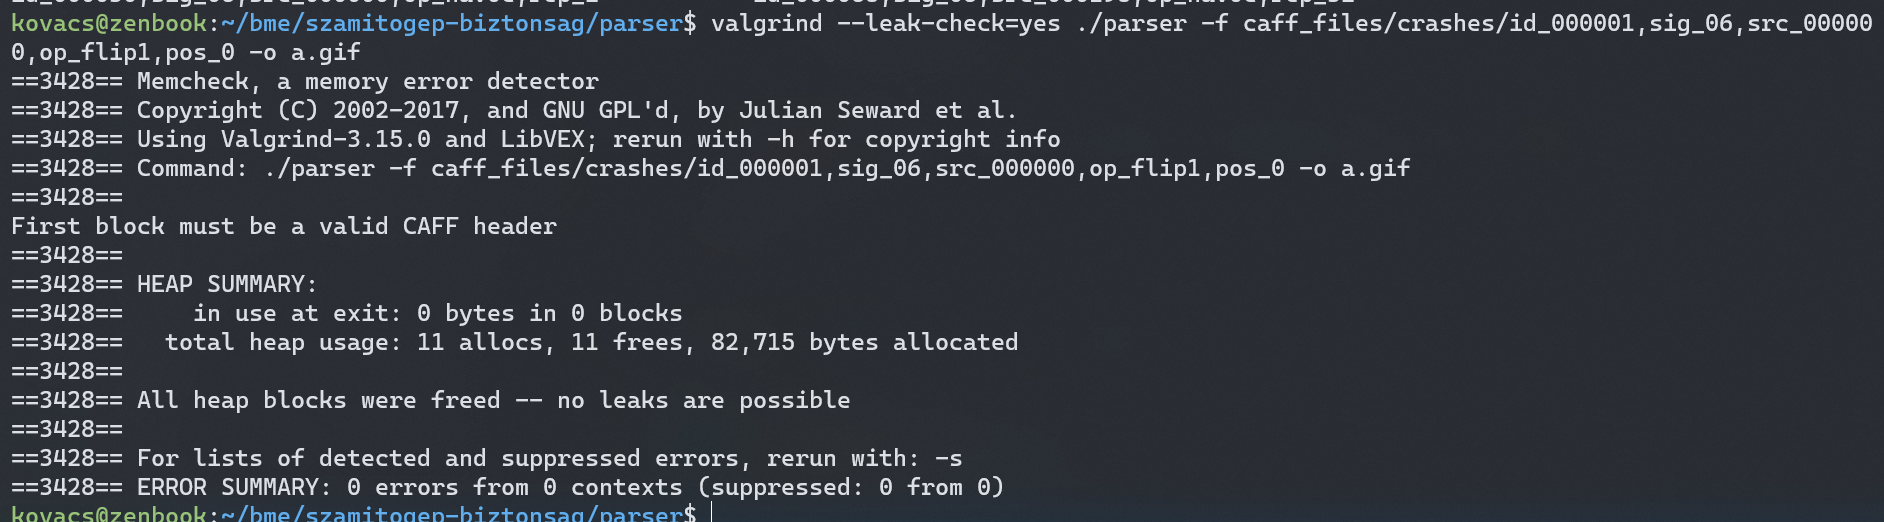 kovacs@zenbook:~/bme/szamitogep-biztonsag/parser$ valgrind --leak-check=yes ./parser -f caff_files/crashes/id_000001,sig_06,src_00000
0,op_flip1,pos_0 -o a.gif
==3428== Memcheck, a memory error detector
==3428== Copyright (C) 2002-2017, and GNU GPL'd, by Julian Seward et al.
==3428== Using Valgrind-3.15.0 and LibVEX; rerun with -h for copyright info
==3428== Command: ./parser -f caff_files/crashes/id_000001,sig_06,src_000000,op_flip1,pos_0 -o a.gif
==3428==
First block must be a valid CAFF header
==3428==
==3428== HEAP SUMMARY:
==3428==     in use at exit: 0 bytes in 0 blocks
==3428==   total heap usage: 11 allocs, 11 frees, 82,715 bytes allocated
==3428==
==3428== All heap blocks were freed -- no leaks are possible
==3428==
==3428== For lists of detected and suppressed errors, rerun with: -s
==3428== ERROR SUMMARY: 0 errors from 0 contexts (suppressed: 0 from 0)
kovacs@zenbook:~/bme/szamitogep-biztonsag/parser$